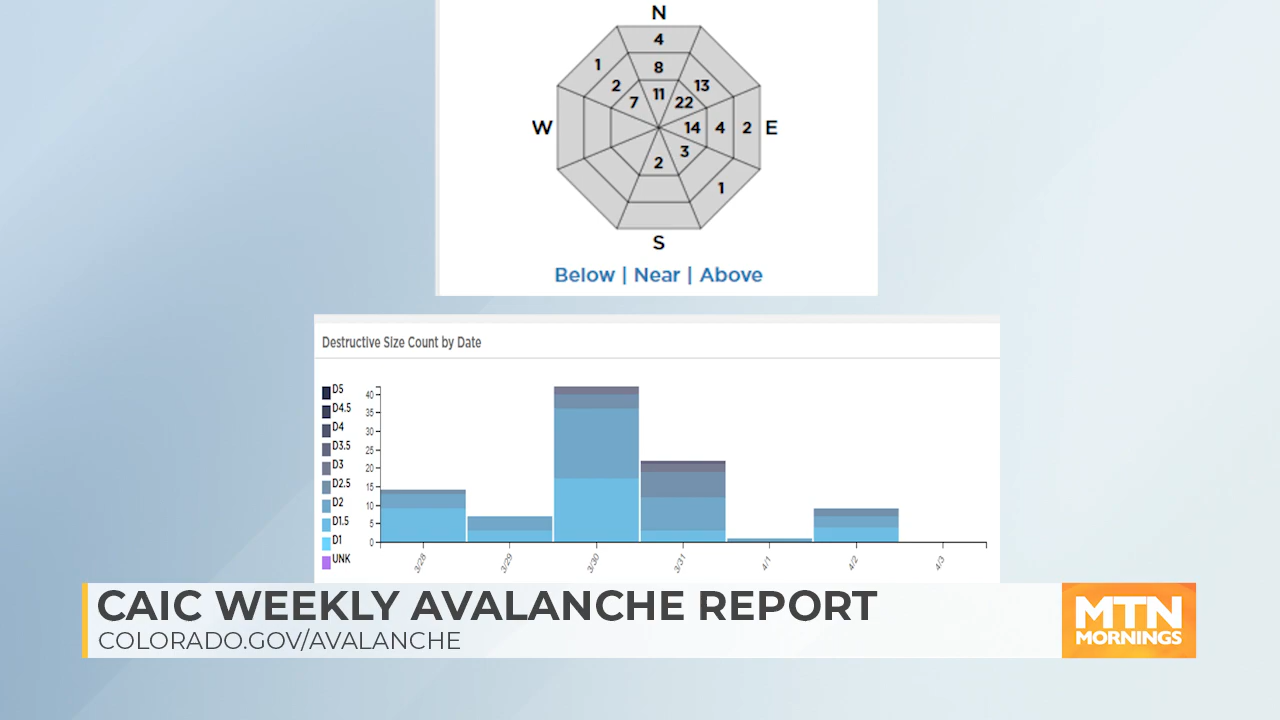 N
4
1
8
2
13
7
11
22
W
14
4
2
E
3
2
1
S
Below | Near | Above
Destructive Size Count by Date
D5
D4.5
D4
D3.5
D3
D2.5
D2
D1.5
D1
UNK
40
35
30
25
20
15
10
5
0
3/28
3/29
3/30
3/31
4/1
4/2
4/3
CAIC WEEKLY AVALANCHE REPORT
COLORADO.GOV/AVALANCHE
MTN
MORNINGS